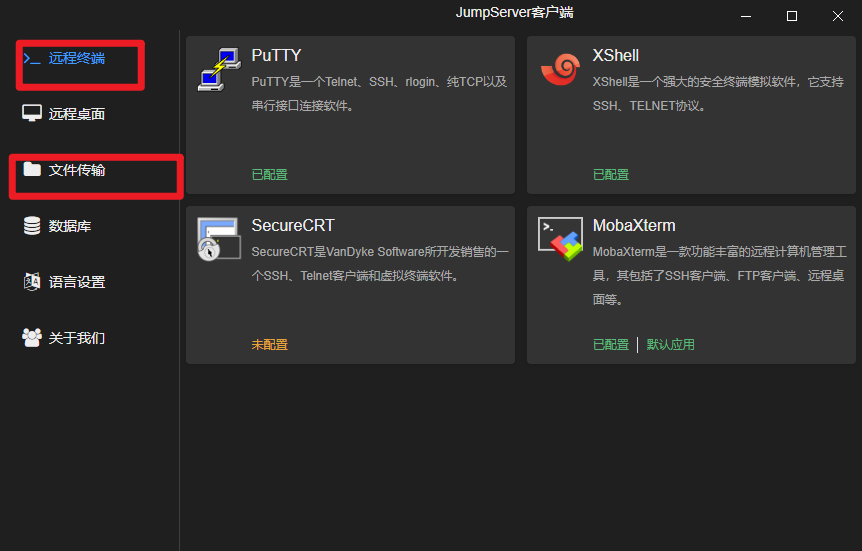 JumpServer客户端
远程终端
远程桌面
文件传输
数据库
语言设置
关于我们
PuTTY
PuTTY是一个Telnet、SSH、rlogin、纯TCP以及
串行接口连接软件。
已配置
XShell
XShell是一个强大的安全终端模拟软件，它支持
SSH、TELNET协议。
已配置
SecureCRT
SecureCRT是VanDyke Software所开发销售的一
个SSH、Telnet客户端和虚拟终端软件。
未配置
MobaXterm
MobaXterm是一款功能丰富的远程计算机管理工
具，其包括了SSH客户端、FTP客户端、远程桌
面等。
已配置 | 默认应用